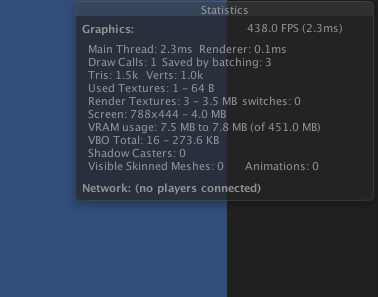 Statistics
Graphics: 438.0 FPS (2.3ms)
Main Thread: 2.3ms Renderer: 0.1ms
Draw Calls: 1 Saved by batching: 3
Tris: 1.5k Verts: 1.0k
Used Textures: 1 – 64 B
Render Textures: 3 – 3.5 MB switches: 0
Screen: 788x444 – 4.0 MB
VRAM usage: 7.5 MB to 7.8 MB (of 451.0 MB)
VBO Total: 16 – 273.6 KB
Shadow Casters: 0
Visible Skinned Meshes: 0 Animations: 0
Network: (no players connected)